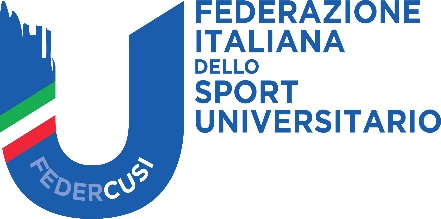 FEDERAZIONE
ITALIANA
DELLO
SPORT
UNIVERSITARIO
FEDERCUSI